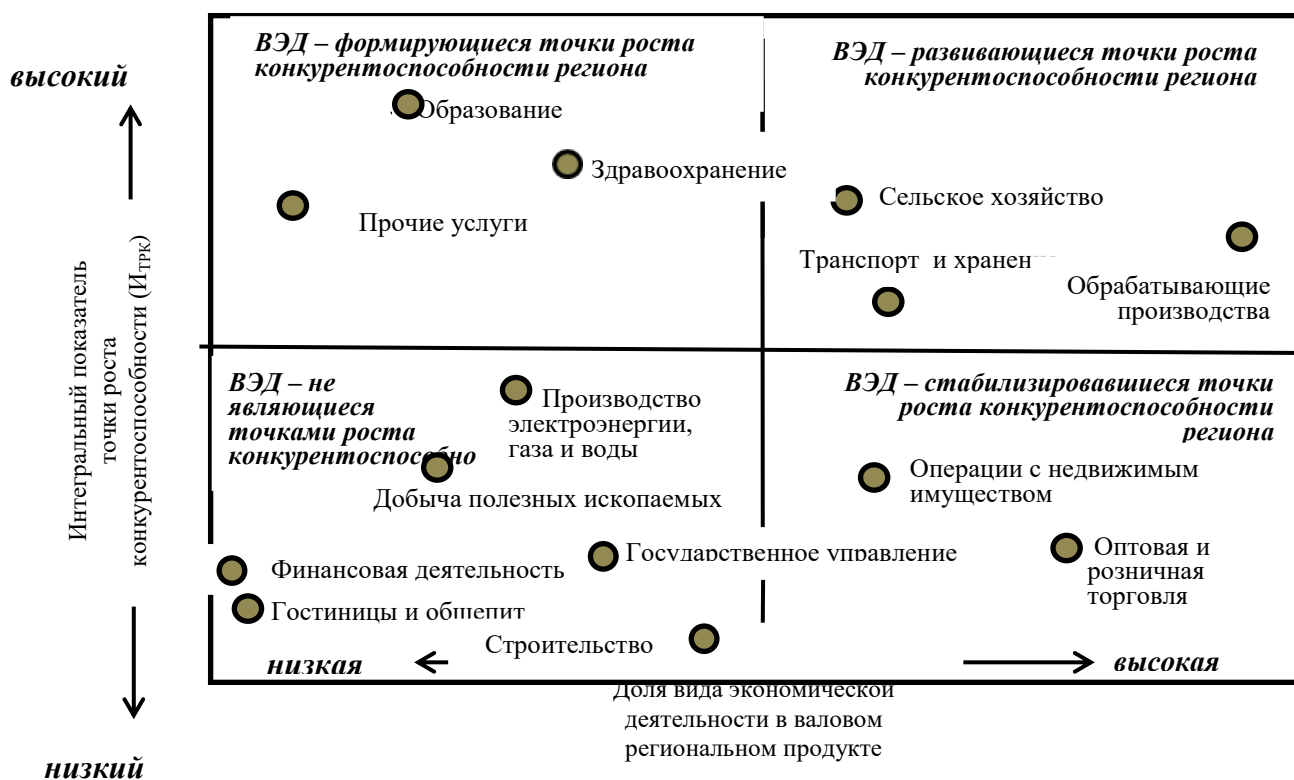 высокий
Интегральный показатель
точки роста
конкурентоспособности (ИТРК)
низкий
ВЭД – формирующиеся точки роста
конкурентоспособности региона
Образование
Здравоохранение
Прочие услуги
ВЭД – развивающиеся точки роста
конкурентоспособности региона
Сельское хозяйство
Транспорт и хранен
Обрабатывающие
производства
ВЭД – не
являющиеся
точками роста
конкурентоспособно
Производство
электроэнергии,
газа и воды
Добыча полезных ископаемых
Финансовая деятельность
Государственное управление
Гостиницы и общепит
Строительство
ВЭД – стабилизировавшиеся точки
роста конкурентоспособности
региона
Операции с недвижимым
имуществом
Оптовая и
розничная
торговля
низкая
высокая
Доля вида экономической
деятельности в валовом
региональном продукте